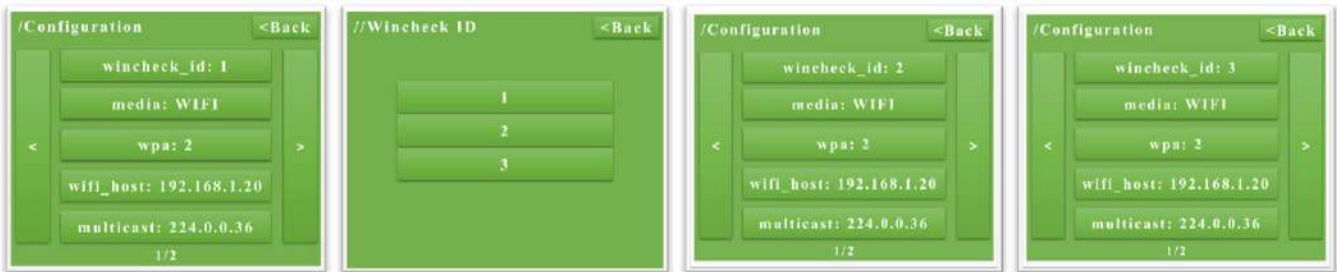 /Configuration <Back
wincheck_id: 1
media: WIFI
< wpa: 2 >
wifi_host: 192.168.1.20
multicast: 224.0.0.36
1/2
//Wincheck ID <Back
1
2
3
/Configuration <Back
wincheck_id: 2
media: WIFI
< wpa: 2 >
wifi_host: 192.168.1.20
multicast: 224.0.0.36
1/2
/Configuration <Back
wincheck_id: 3
media: WIFI
< wpa: 2 >
wifi_host: 192.168.1.20
multicast: 224.0.0.36
1/2